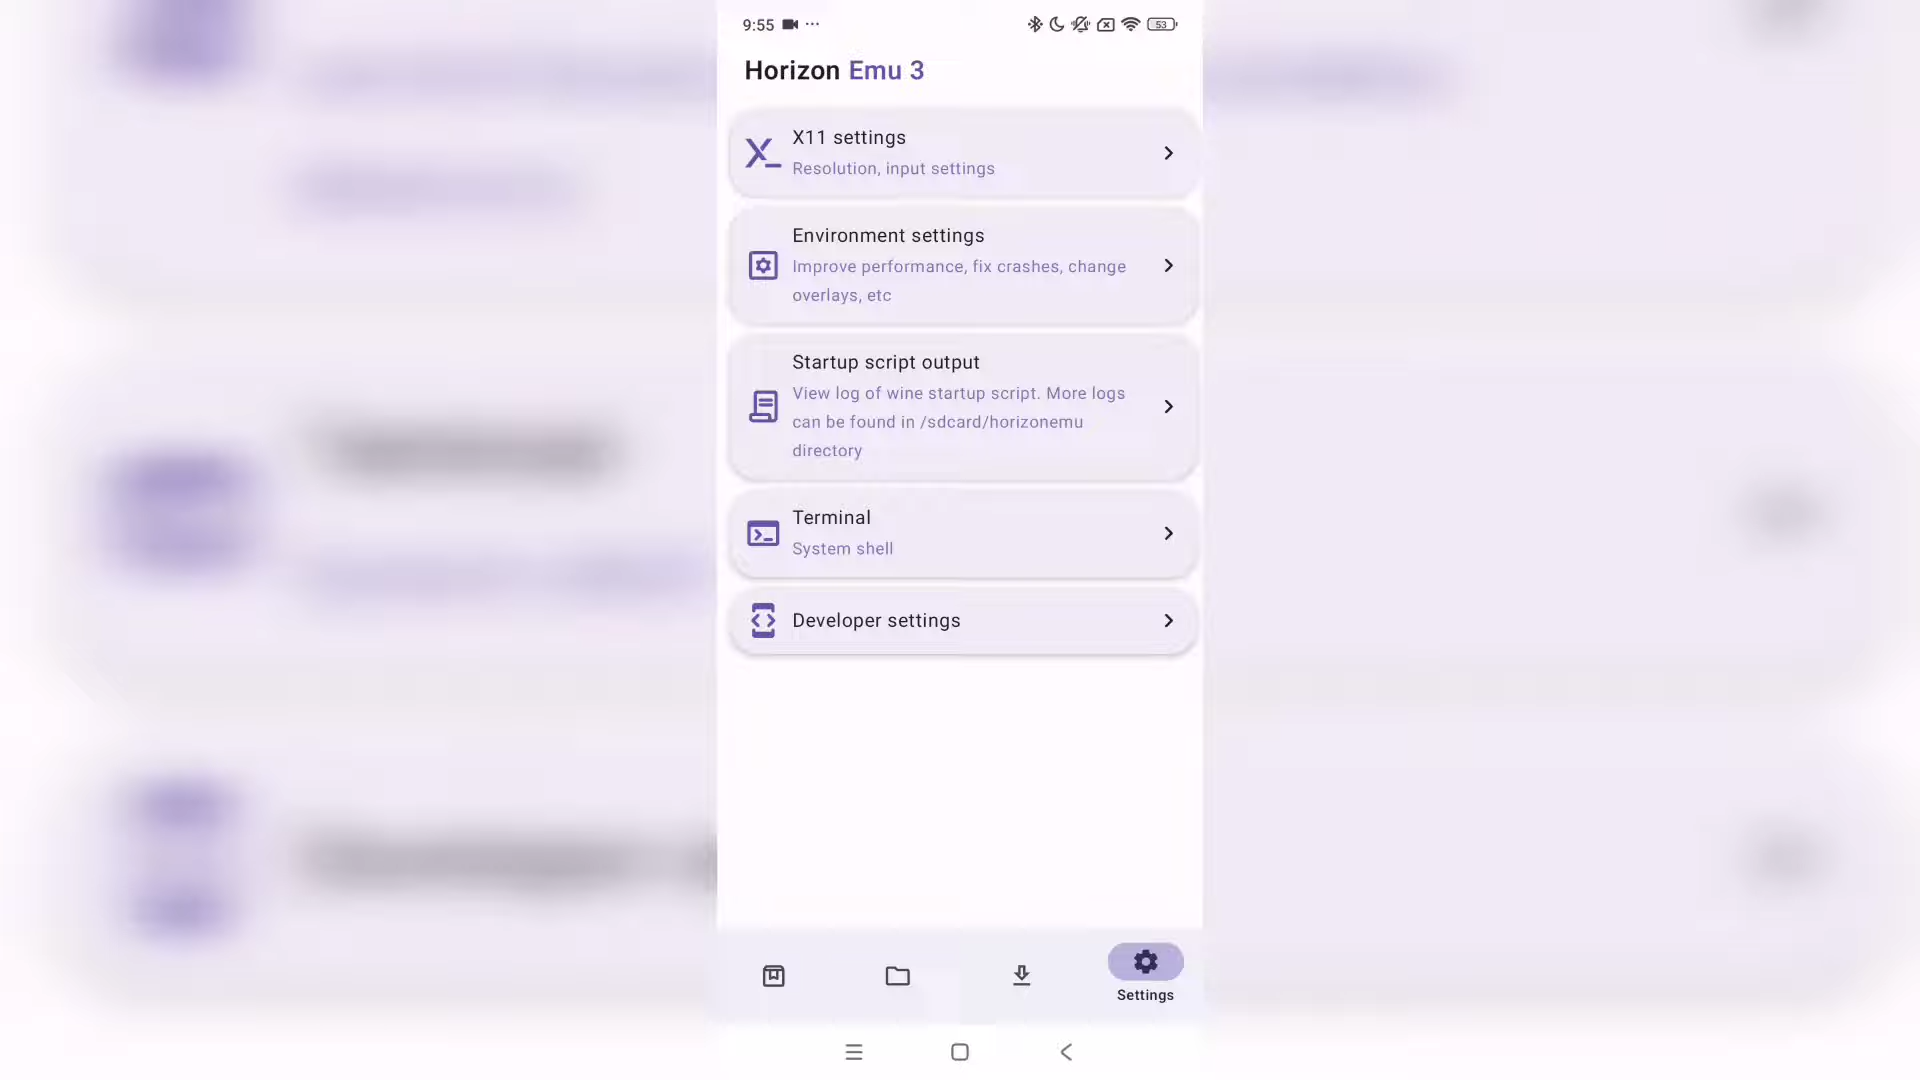 9:55
53
Horizon Emu 3
X11 settings
Resolution, input settings
Environment settings
Improve performance, fix crashes, change
overlays, etc
Startup script output
View log of wine startup script. More logs
can be found in /sdcard/horizonemu
directory
Terminal
System shell
Developer settings
Settings